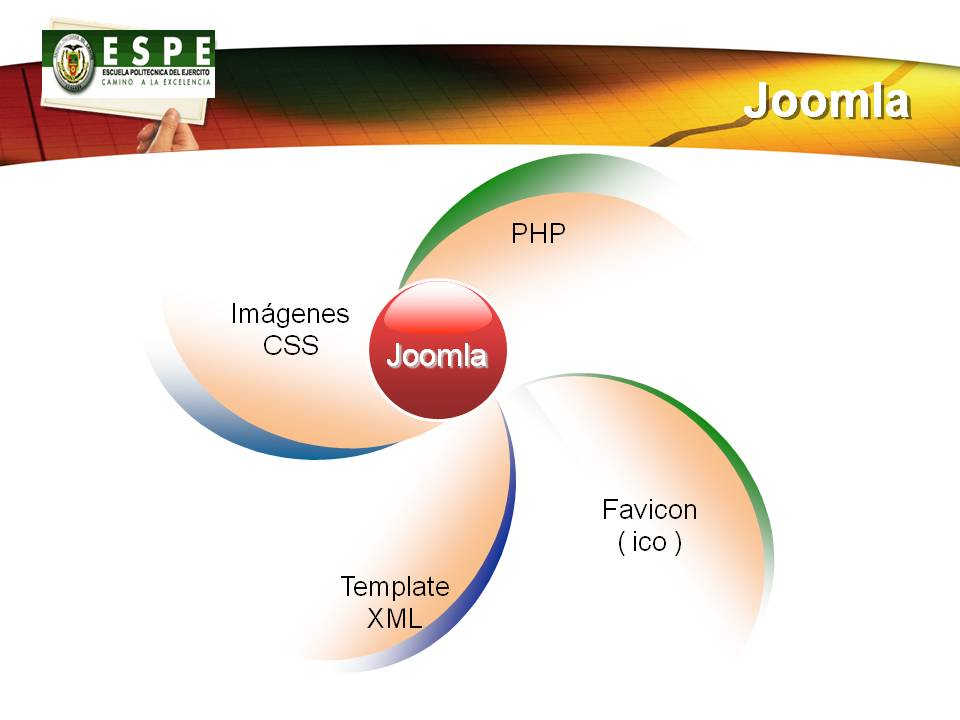 ESPE
ESCUELA POLITECNICA DEL EJERCITO
CAMINO A LA EXCELENCIA
Joomla
PHP
Imágenes
CSS
Joomla
Favicon
( ico )
Template
XML